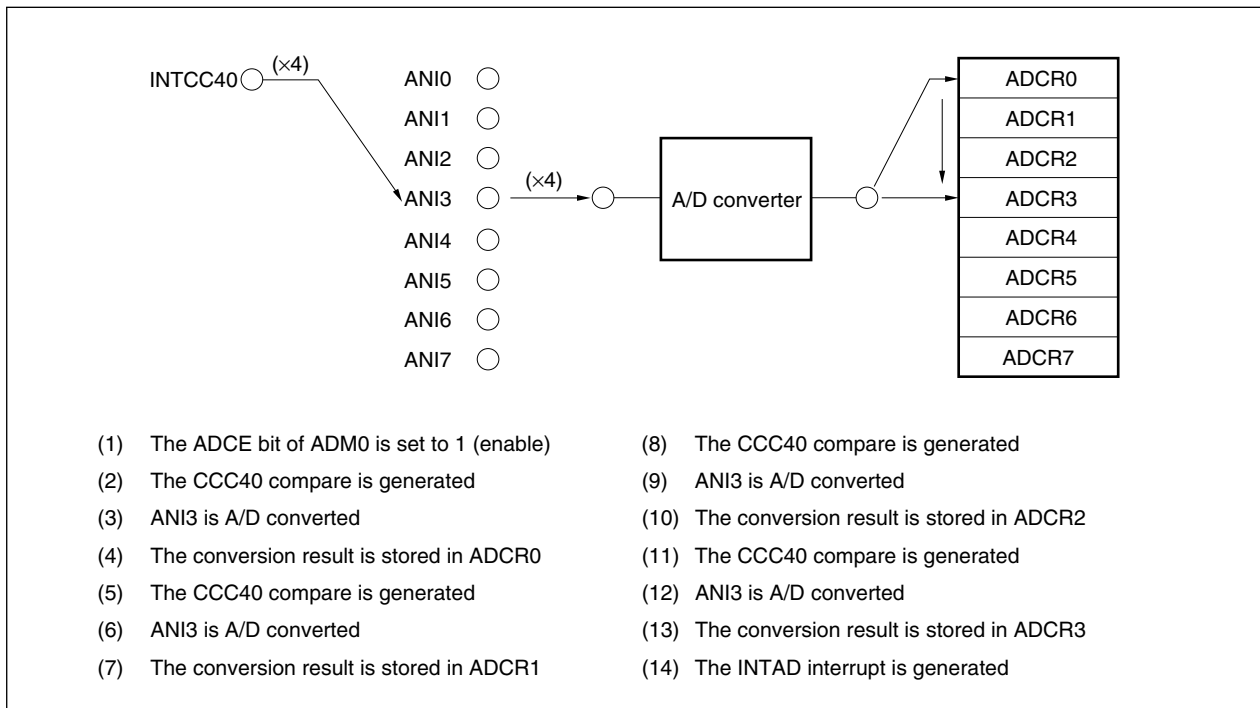 INTCC40
(×4)
ANI0
ANI1
ANI2
ANI3
ANI4
ANI5
ANI6
ANI7
(×4)
A/D converter
ADCR0
ADCR1
ADCR2
ADCR3
ADCR4
ADCR5
ADCR6
ADCR7
(1) The ADCE bit of ADM0 is set to 1 (enable)
(2) The CCC40 compare is generated
(3) ANI3 is A/D converted
(4) The conversion result is stored in ADCR0
(5) The CCC40 compare is generated
(6) ANI3 is A/D converted
(7) The conversion result is stored in ADCR1
(8) The CCC40 compare is generated
(9) ANI3 is A/D converted
(10) The conversion result is stored in ADCR2
(11) The CCC40 compare is generated
(12) ANI3 is A/D converted
(13) The conversion result is stored in ADCR3
(14) The INTAD interrupt is generated